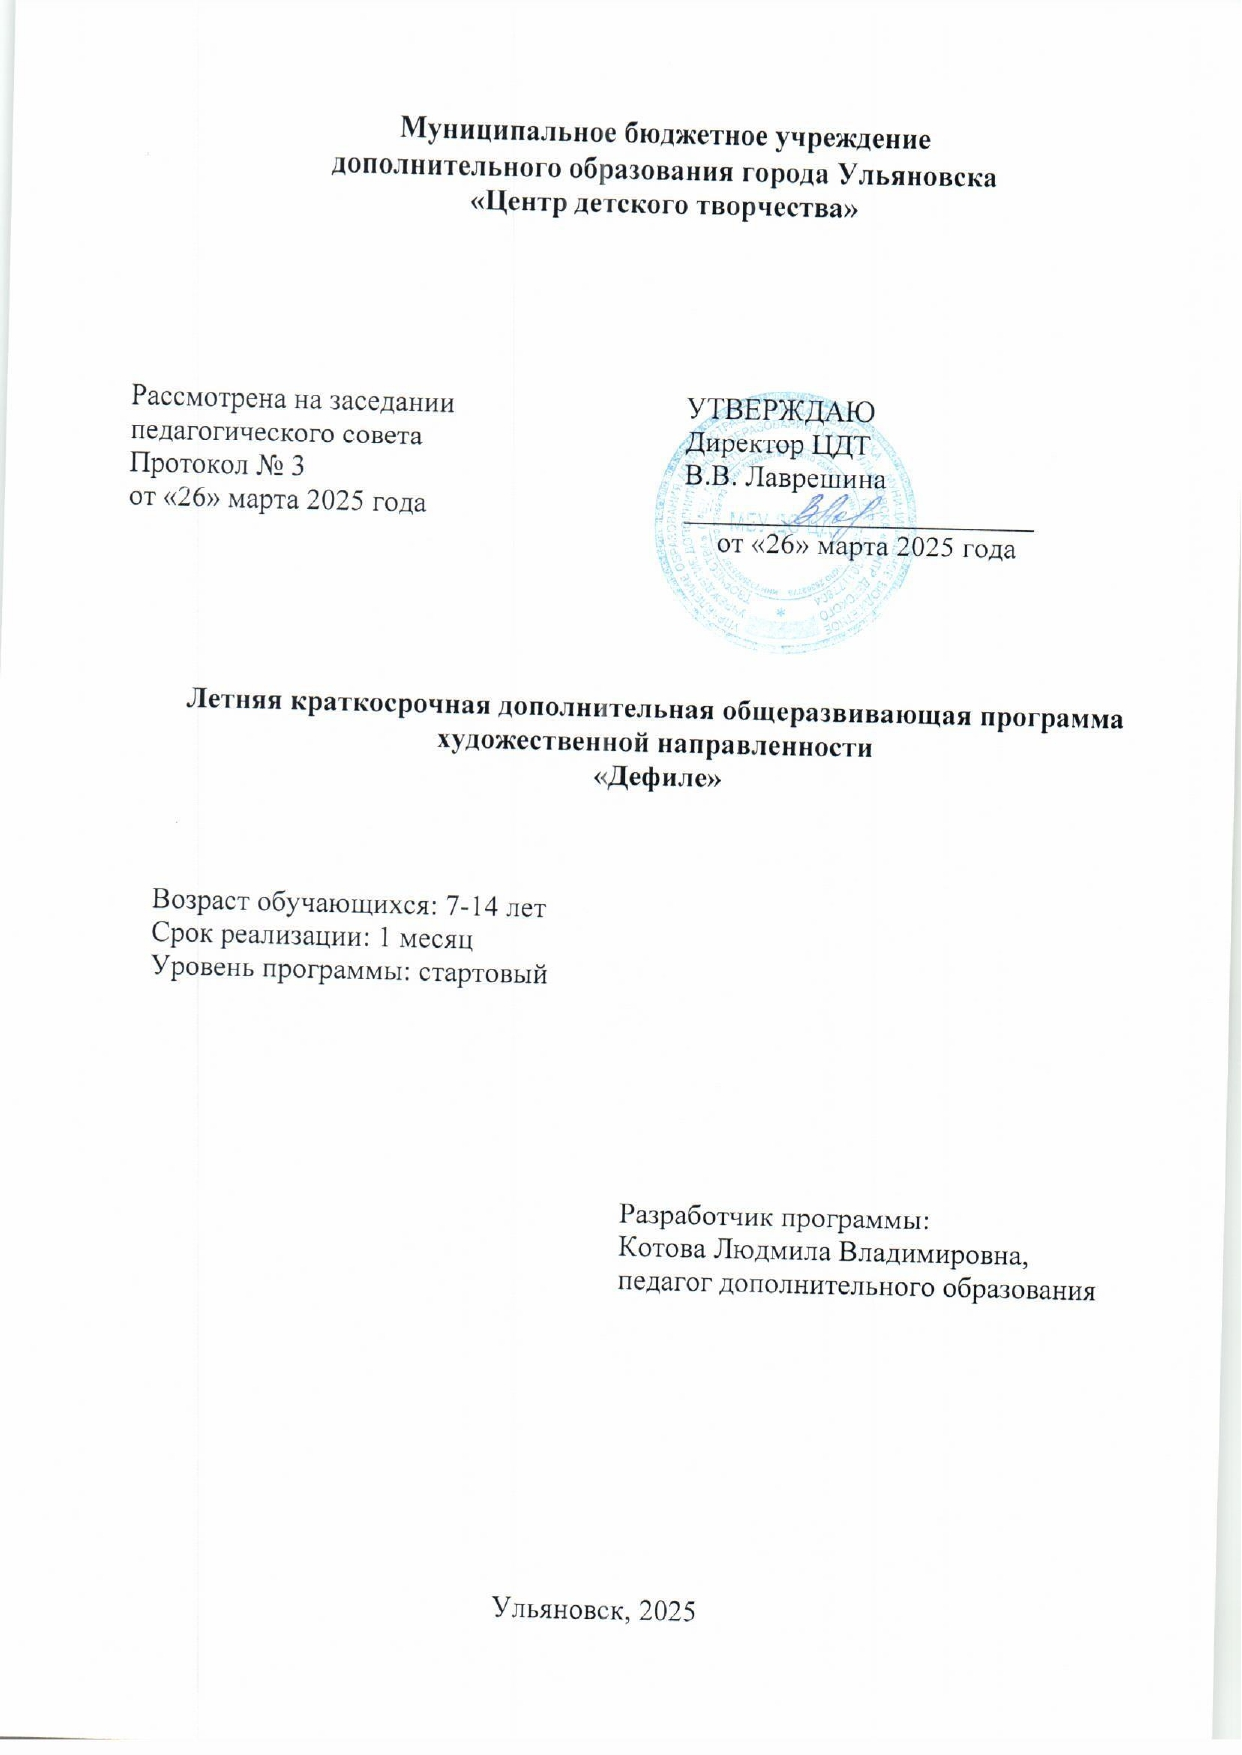 Муниципальное бюджетное учреждение
дополнительного образования города Ульяновска
«Центр детского творчества»
Рассмотрена на заседании
педагогического совета
Протокол № 3
от «26» марта 2025 года
УТВЕРЖДАЮ
Директор ЦДТ
В.В. Лаврешина
от «26» марта 2025 года
Летняя краткосрочная дополнительная общеразвивающая программа
художественной направленности
«Дефиле»
Возраст обучающихся: 7-14 лет
Срок реализации: 1 месяц
Уровень программы: стартовый
Разработчик программы:
Котова Людмила Владимировна,
педагог дополнительного образования
Ульяновск, 2025